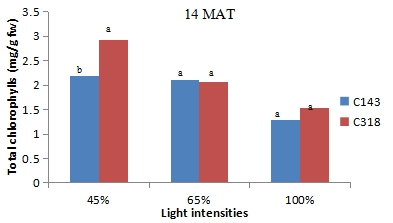 14 MAT
Total chlorophylls (mg/g fw)
3.5
3
2.5
2
1.5
1
0.5
0
b
a
a
a
a
a
45%
65%
100%
Light intensities
C143
C318